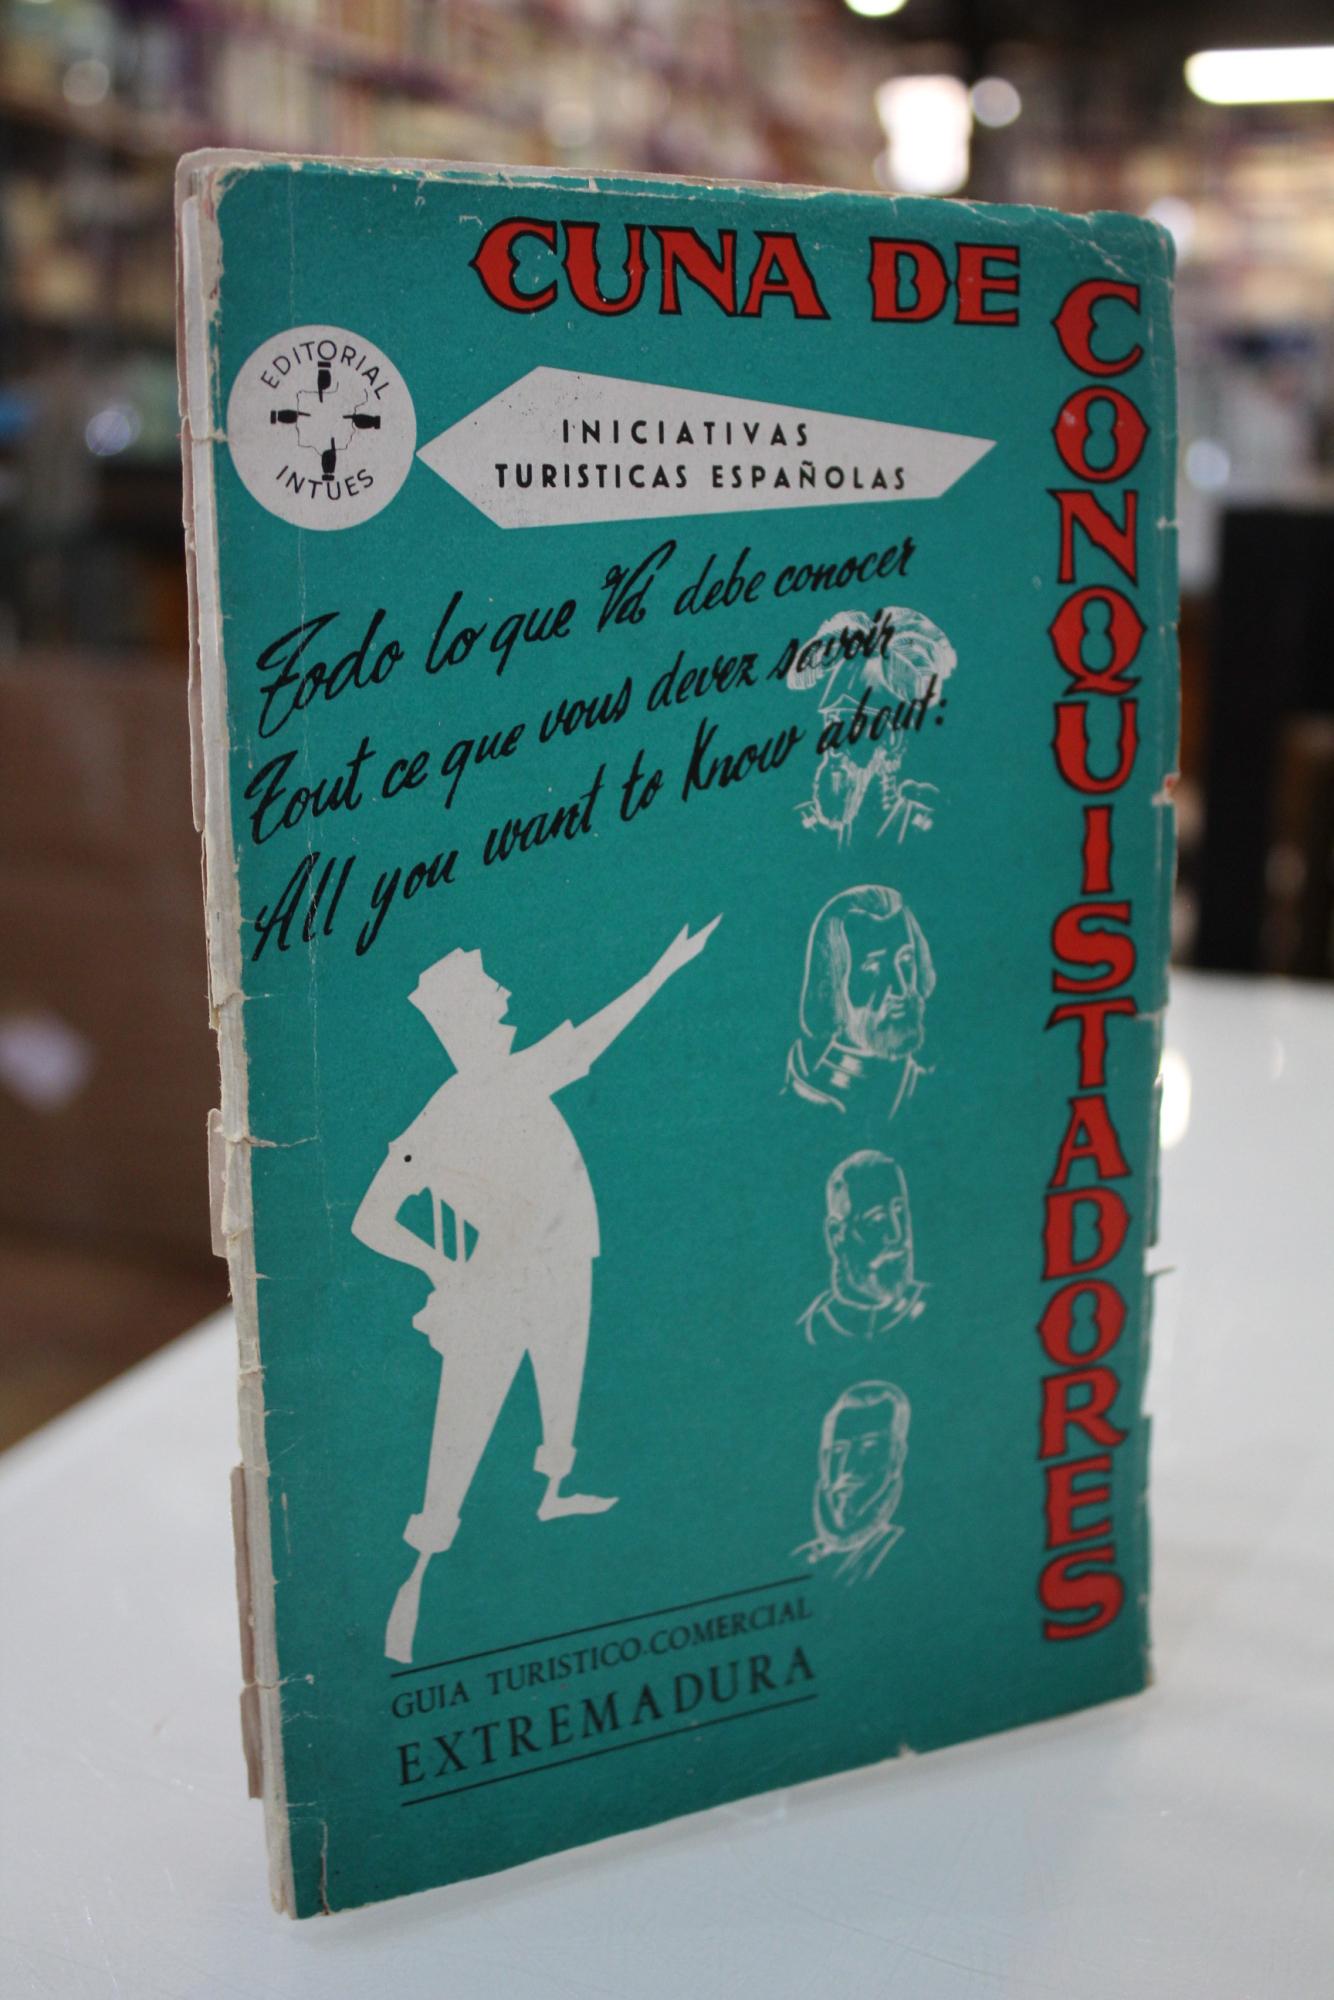 CUNA DE
CONQUISTADORES
EDITORIAL
INTUES
INICIATIVAS
TURISTICAS ESPAÑOLAS
Todo lo que Vd. debe conocer
Tout ce que vous devez savoir
All you want to Know about:
GUIA TURISTICO-COMERCIAL
EXTREMADURA